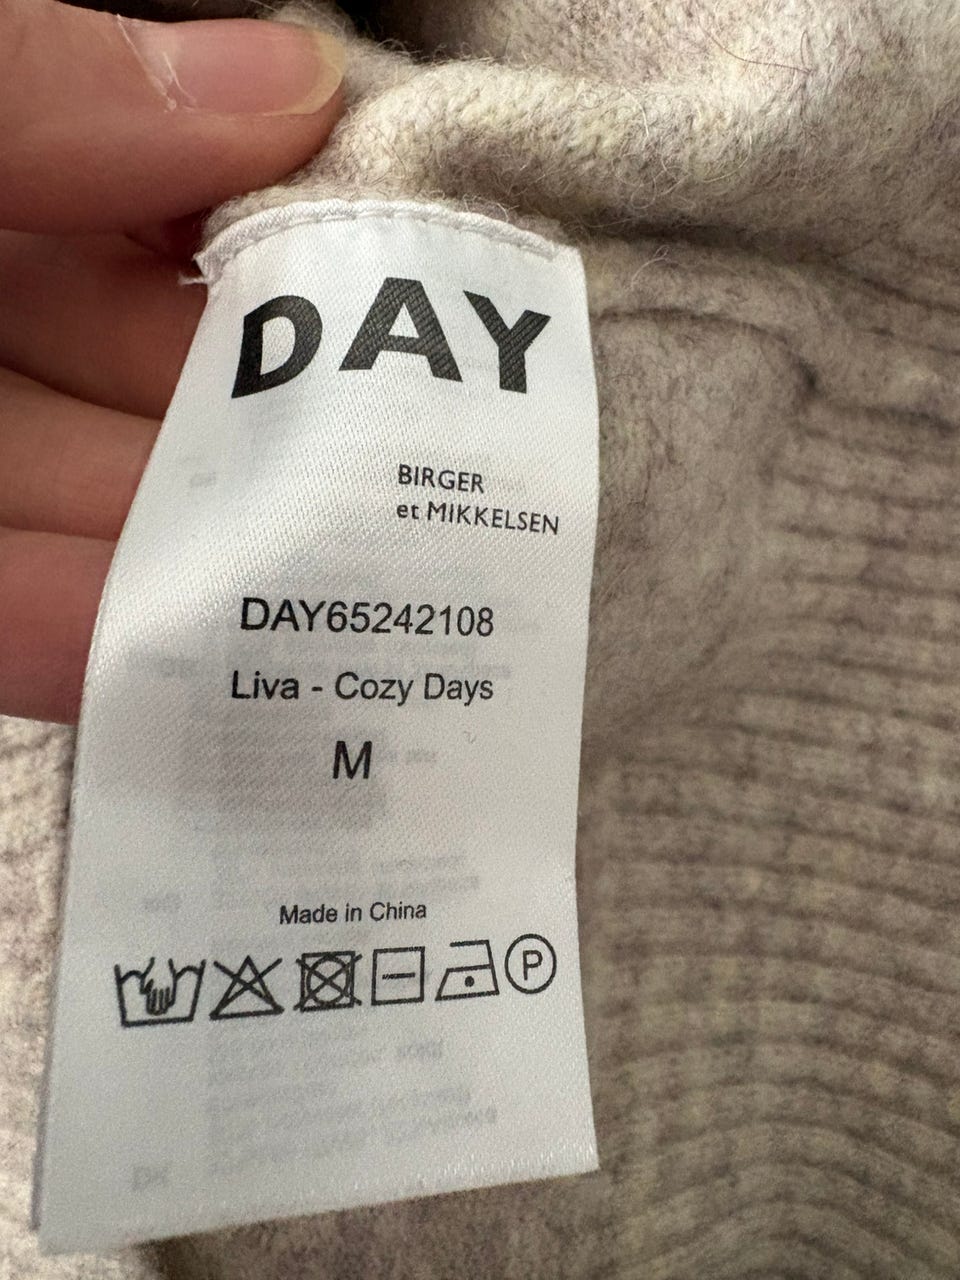 DAY
BIRGER
et MIKKELSEN
DAY65242108
Liva - Cozy Days
M
Made in China
P